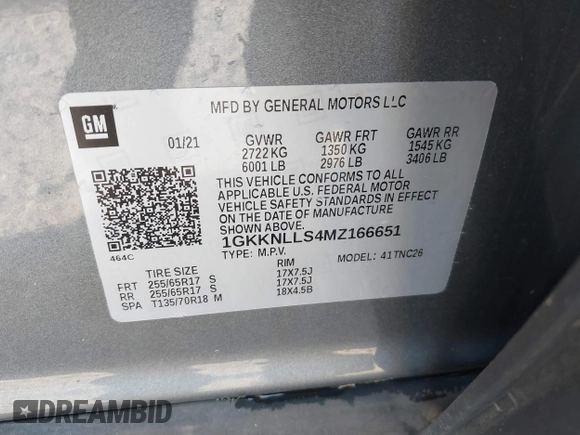 MFD BY GENERAL MOTORS LLC
GM
01/21 GVWR GAWR FRT GAWR RR
2722 KG 1350 KG 1545 KG
6001 LB 2976 LB 3406 LB
THIS VEHICLE CONFORMS TO ALL
APPLICABLE U.S. FEDERAL MOTOR
VEHICLE SAFETY STANDARDS IN EFFECT
ON THE DATE OF MANUFACTURE SHOWN ABOVE.
1GKKNLLS4MZ166651
464C
TYPE: M.P.V. MODEL: 41TNC26
TIRE SIZE RIM
FRT 255/65R17 S 17X7.5J
RR 255/65R17 S 17X7.5J
SPA T135/70R18 M 18X4.5B
DREAMBID